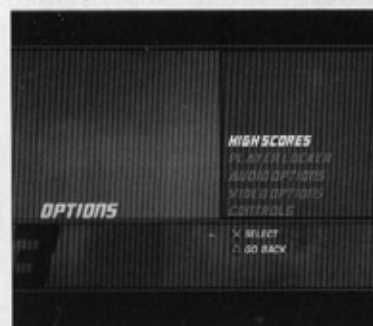 HIGH SCORES
PLAYER LOCKER
AUDIO OPTIONS
VIDEO OPTIONS
CONTROLS
OPTIONS
SELECT
GO BACK